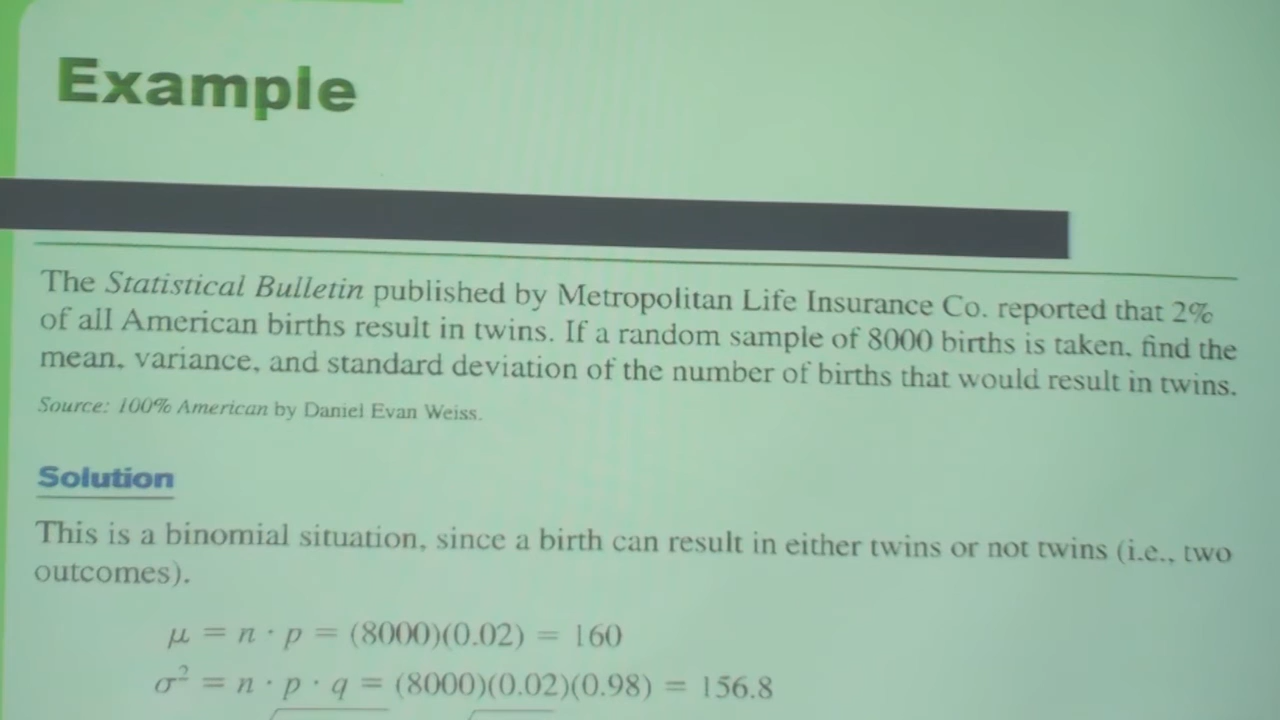 Example
The Statistical Bulletin published by Metropolitan Life Insurance Co. reported that 2%
of all American births result in twins. If a random sample of 8000 births is taken, find the
mean, variance, and standard deviation of the number of births that would result in twins.
Source: 100% American by Daniel Evan Weiss.
Solution
This is a binomial situation, since a birth can result in either twins or not twins (i.e., two
outcomes).
μ = n · p = (8000)(0.02) = 160
σ² = n · p · q = (8000)(0.02)(0.98) = 156.8